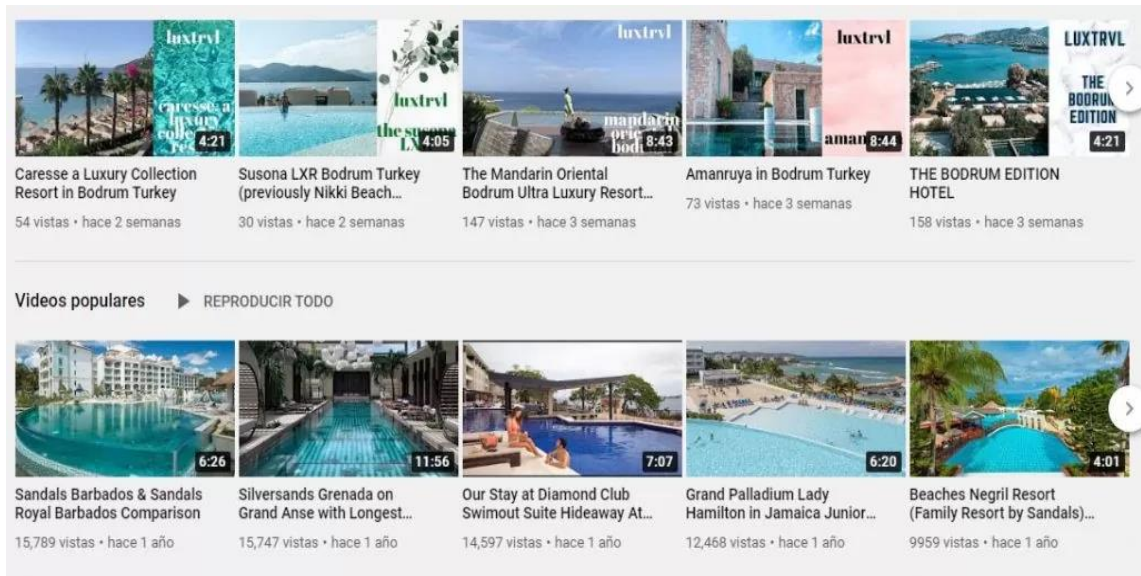 luxtrvl
caresse, a
luxury
4:21
luxtrvl
the susona
4:05
luxtrvl
mandarin
8:43
luxtrvl
aman
8:44
LUXTRVL
THE
BODRUM
EDITION
4:21
Caresse a Luxury Collection
Resort in Bodrum Turkey
54 vistas • hace 2 semanas
Susona LXR Bodrum Turkey
(previously Nikki Beach...
30 vistas • hace 2 semanas
The Mandarin Oriental
Bodrum Ultra Luxury Resort...
147 vistas • hace 3 semanas
Amanruya in Bodrum Turkey
73 vistas • hace 3 semanas
THE BODRUM EDITION
HOTEL
158 vistas • hace 3 semanas
Videos populares
REPRODUCIR TODO
6:26
11:56
7:07
6:20
4:01
Sandals Barbados & Sandals
Royal Barbados Comparison
15,789 vistas • hace 1 año
Silversands Grenada on
Grand Anse with Longest...
15,747 vistas • hace 1 año
Our Stay at Diamond Club
Swimout Suite Hideaway At...
14,597 vistas • hace 1 año
Grand Palladium Lady
Hamilton in Jamaica Junior...
12,468 vistas • hace 1 año
Beaches Negril Resort
(Family Resort by Sandals)...
9959 vistas • hace 1 año